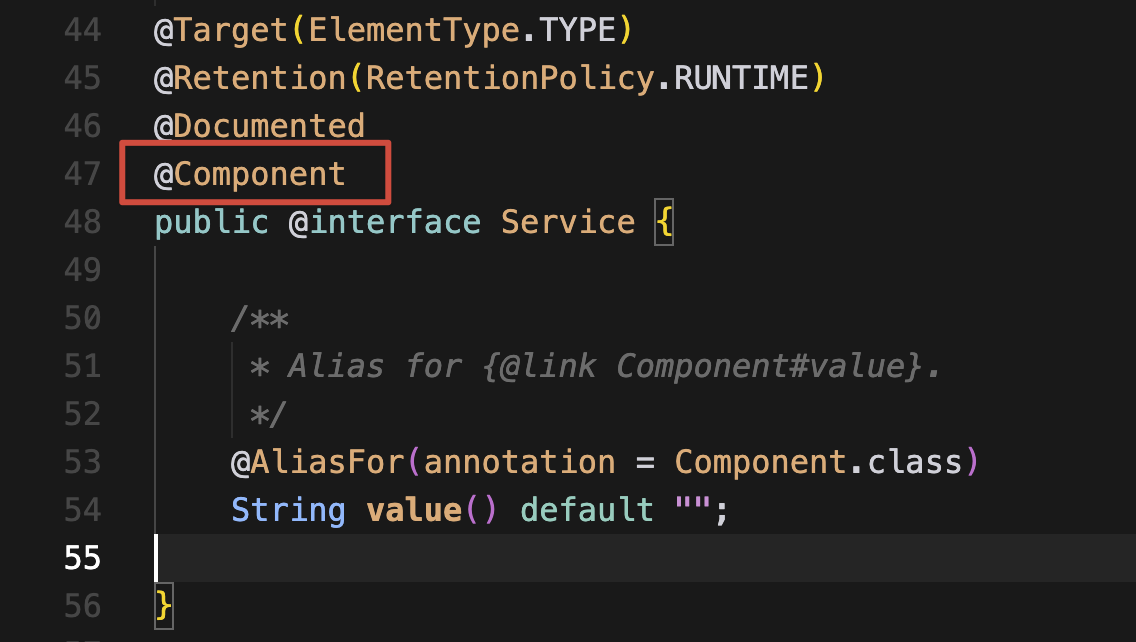 44 @Target(ElementType.TYPE)
45 @Retention(RetentionPolicy.RUNTIME)
46 @Documented
47 @Component
48 public @interface Service {
49
50 /**
51 * Alias for {@link Component#value}.
52 */
53 @AliasFor(annotation = Component.class)
54 String value() default "";
55
56 }